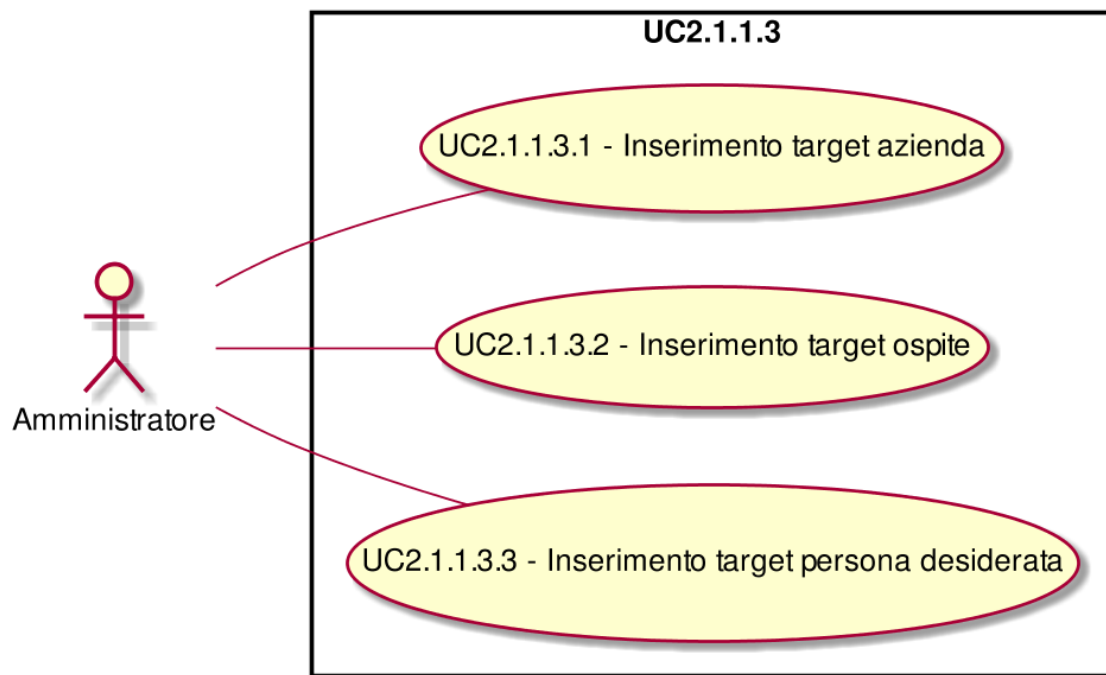 UC2.1.1.3
UC2.1.1.3.1 - Inserimento target azienda
UC2.1.1.3.2 - Inserimento target ospite
Amministratore
UC2.1.1.3.3 - Inserimento target persona desiderata